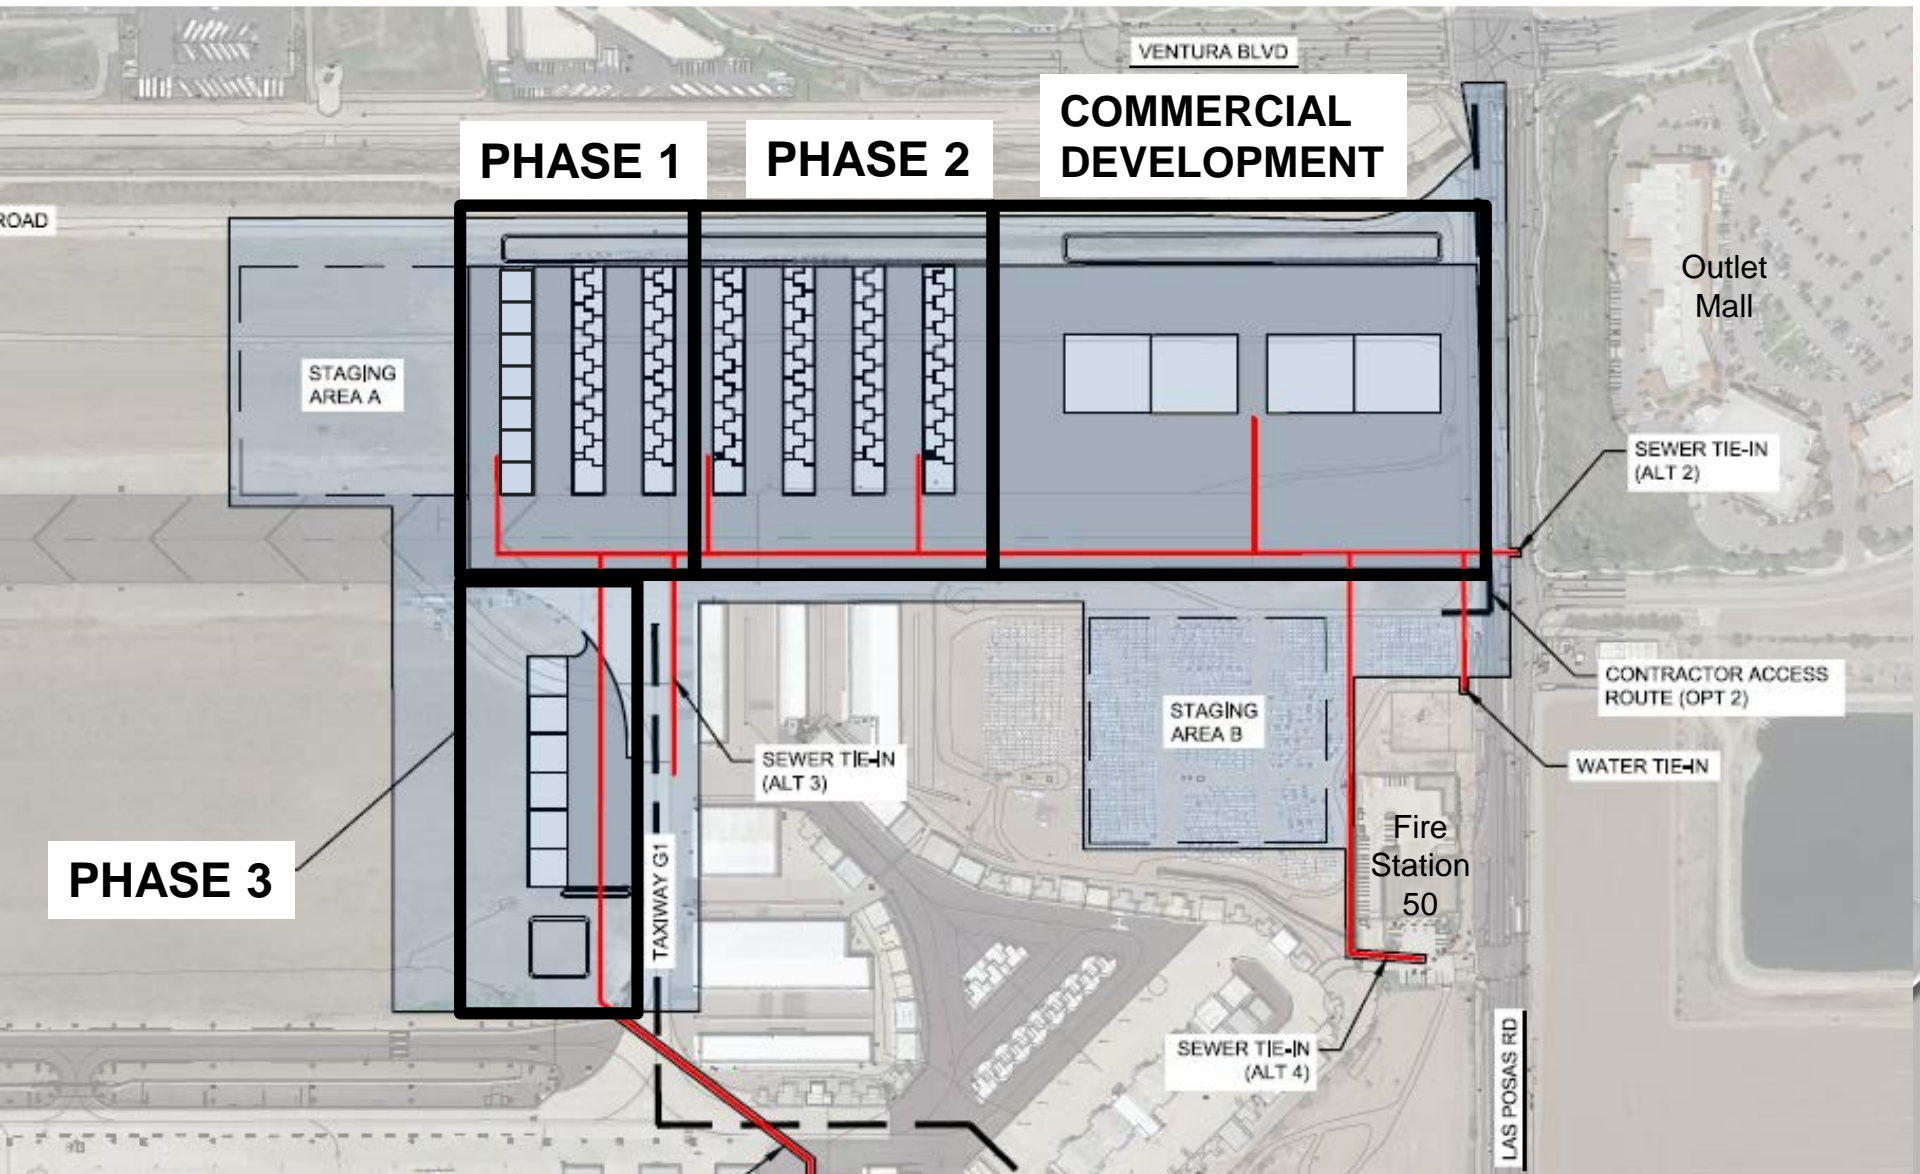 VENTURA BLVD
COMMERCIAL
DEVELOPMENT
PHASE 1
PHASE 2
ROAD
Outlet
Mall
STAGING
AREA A
SEWER TIE-IN
(ALT 2)
CONTRACTOR ACCESS
ROUTE (OPT 2)
STAGING
AREA B
SEWER TIE-IN
(ALT 3)
WATER TIE-IN
Fire
Station
50
PHASE 3
TAXIWAY G1
SEWER TIE-IN
(ALT 4)
LAS POSAS RD